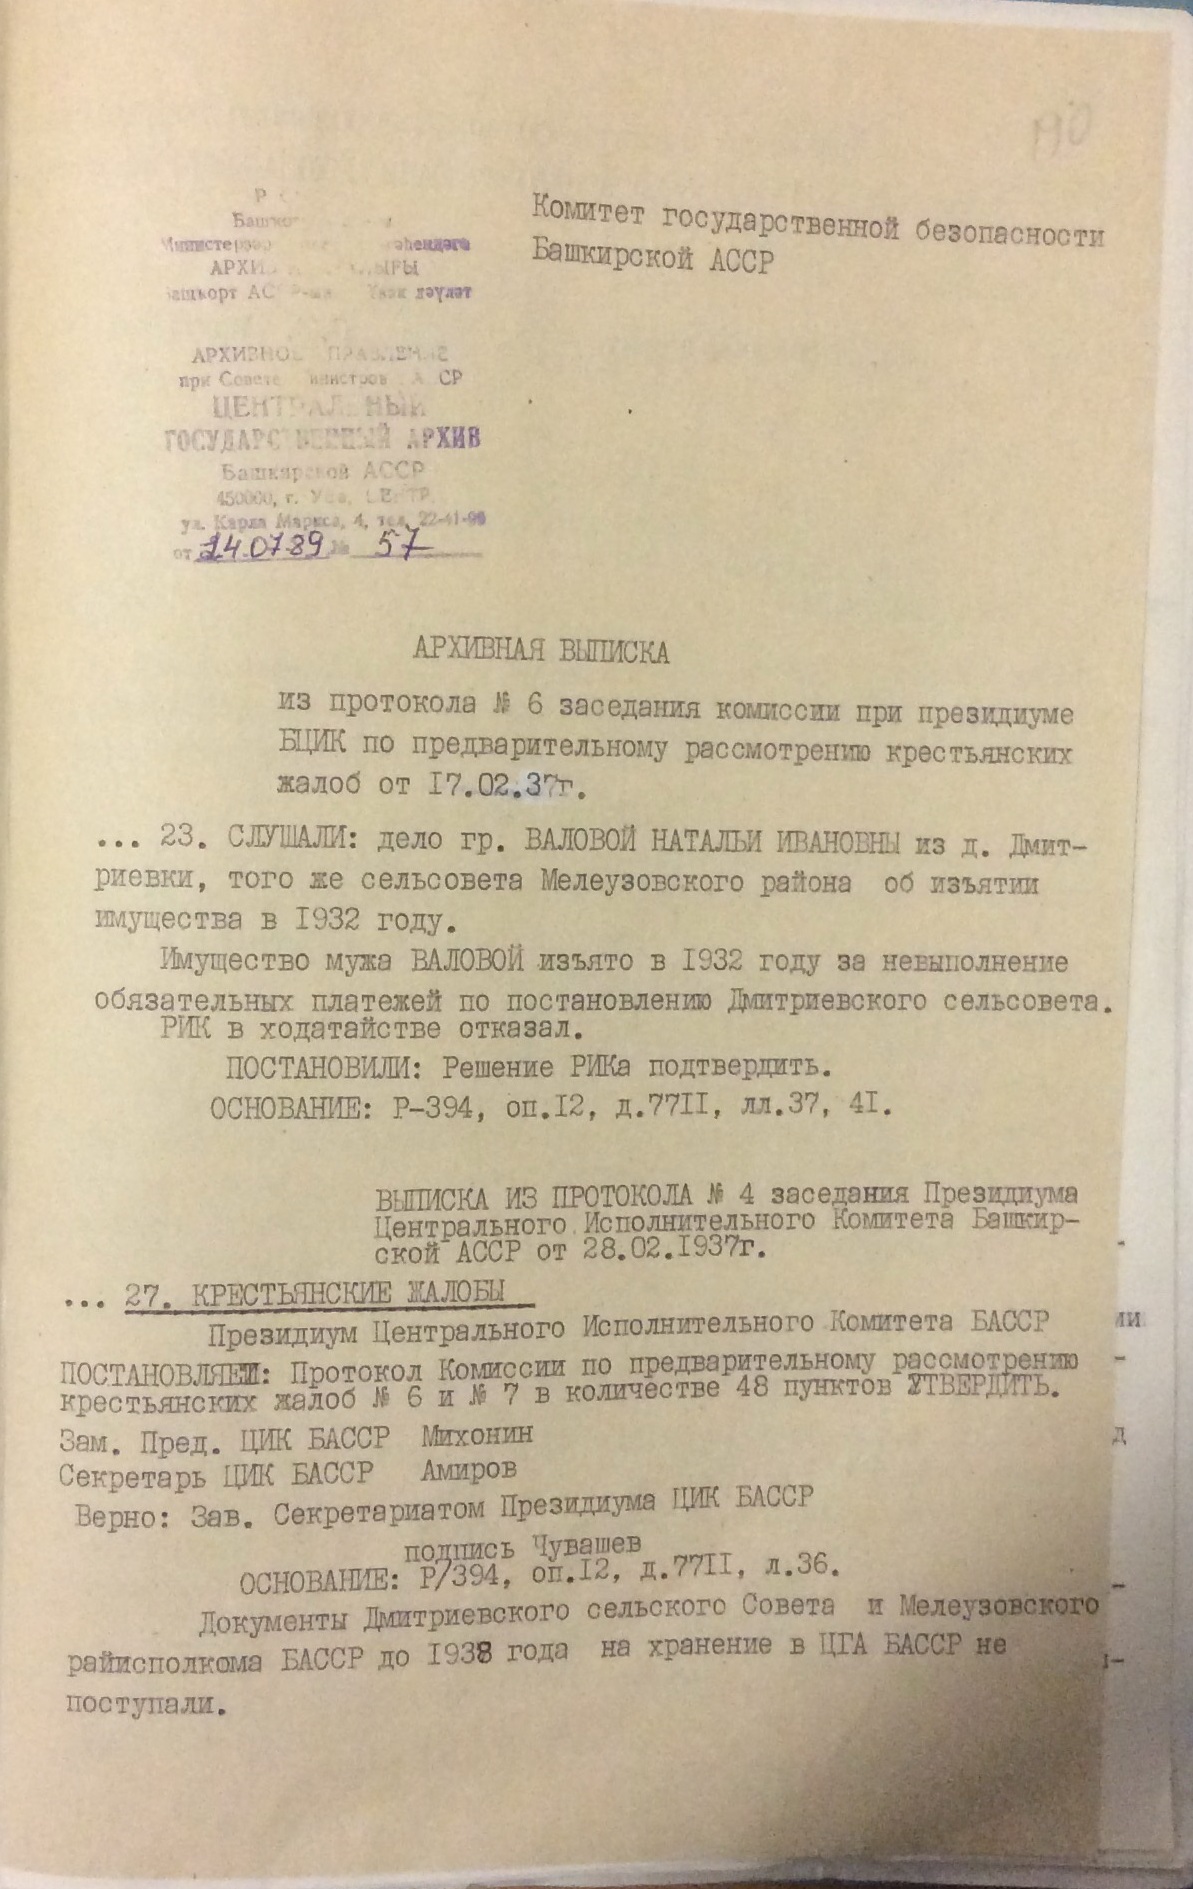 Комитет государственной безопасности
Башкирской АССР
АРХИВНОЕ УПРАВЛЕНИЕ
при Совете Министров АССР
ЦЕНТРАЛЬНЫЙ
ГОСУДАРСТВЕННЫЙ АРХИВ
Башкирской АССР
450000, г. Уфа, ЦЕНТР,
ул. Карла Маркса, 4, тел. 22-41-96
от 24.07.89 № 57
АРХИВНАЯ ВЫПИСКА
из протокола № 6 заседания комиссии при президиуме
БЦИК по предварительному рассмотрению крестьянских
жалоб от 17.02.37г.
... 23. СЛУШАЛИ: дело гр. ВАЛОВОЙ НАТАЛЬИ ИВАНОВНЫ из д. Дмит-
риевки, того же сельсовета Мелеузовского района об изъятии
имущества в 1932 году.
Имущество мужа ВАЛОВОЙ изъято в 1932 году за невыполнение
обязательных платежей по постановлению Дмитриевского сельсовета.
РИК в ходатайстве отказал.
ПОСТАНОВИЛИ: Решение РИКа подтвердить.
ОСНОВАНИЕ: Р-394, оп.12, д.7711, лл.37, 41.
ВЫПИСКА ИЗ ПРОТОКОЛА № 4 заседания Президиума
Центрального Исполнительного Комитета Башкир-
ской АССР от 28.02.1937г.
... 27. КРЕСТЬЯНСКИЕ ЖАЛОБЫ
Президиум Центрального Исполнительного Комитета БАССР
ПОСТАНОВЛЯЕТ: Протокол Комиссии по предварительному рассмотрению
крестьянских жалоб № 6 и № 7 в количестве 48 пунктов УТВЕРДИТЬ.
Зам. Пред. ЦИК БАССР Михонин
Секретарь ЦИК БАССР Амиров
Верно: Зав. Секретариатом Президиума ЦИК БАССР
подпись Чувашев
ОСНОВАНИЕ: Р/394, оп.12, д.7711, л.36.
Документы Дмитриевского сельского Совета и Мелеузовского
райисполкома БАССР до 1938 года на хранение в ЦГА БАССР не
поступали.